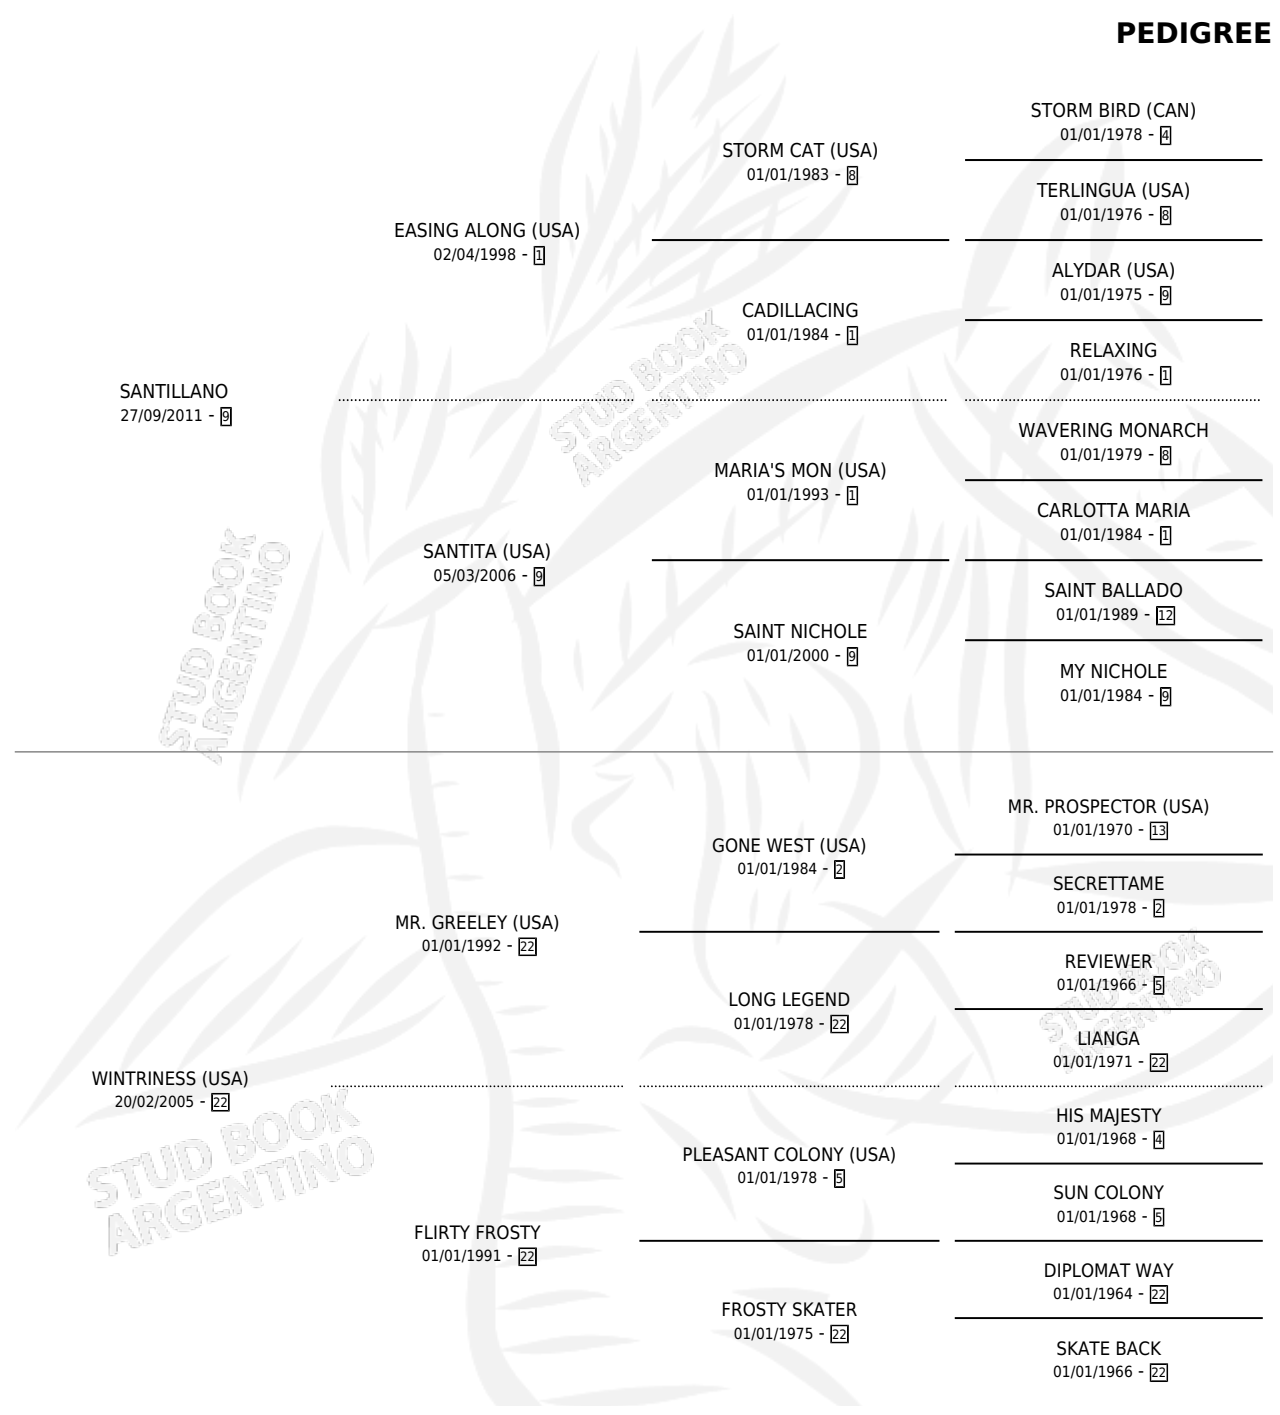 PEDIGREE
STORM BIRD (CAN)
01/01/1978 - 4
STORM CAT (USA)
01/01/1983 - 8
TERLINGUA (USA)
01/01/1976 - 8
EASING ALONG (USA)
02/04/1998 - 1
ALYDAR (USA)
01/01/1975 - 9
CADILLACING
01/01/1984 - 1
RELAXING
01/01/1976 - 1
SANTILLANO
27/09/2011 - 9
WAVERING MONARCH
01/01/1979 - 8
MARIA'S MON (USA)
01/01/1993 - 1
CARLOTTA MARIA
01/01/1984 - 1
SANTITA (USA)
05/03/2006 - 9
SAINT BALLADO
01/01/1989 - 12
SAINT NICHOLE
01/01/2000 - 9
MY NICHOLE
01/01/1984 - 9
MR. PROSPECTOR (USA)
01/01/1970 - 13
GONE WEST (USA)
01/01/1984 - 2
SECRETTAME
01/01/1978 - 2
MR. GREELEY (USA)
01/01/1992 - 22
REVIEWER
01/01/1966 - 5
LONG LEGEND
01/01/1978 - 22
LIANGA
01/01/1971 - 22
WINTRINESS (USA)
20/02/2005 - 22
HIS MAJESTY
01/01/1968 - 4
PLEASANT COLONY (USA)
01/01/1978 - 5
SUN COLONY
01/01/1968 - 5
FLIRTY FROSTY
01/01/1991 - 22
DIPLOMAT WAY
01/01/1964 - 22
FROSTY SKATER
01/01/1975 - 22
SKATE BACK
01/01/1966 - 22
STUD BOOK
ARGENTINO
STUD BOOK
ARGENTINO
STUD BOOK
ARGENTINO
STUD BOOK
ARGENTINO